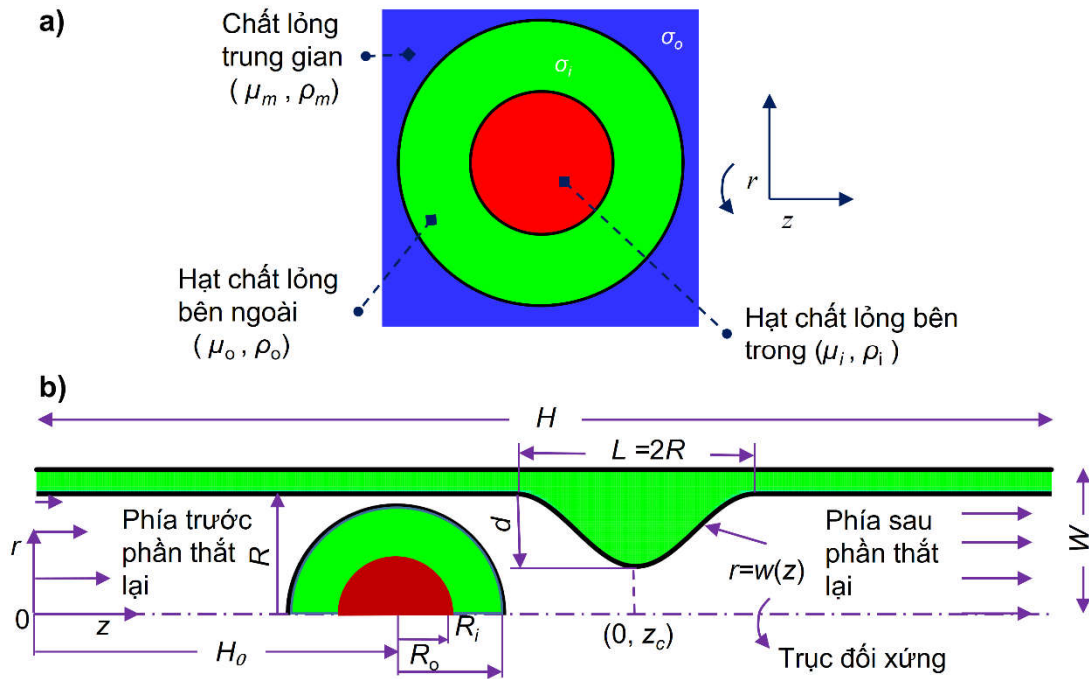 a)
Chất lỏng
trung gian
( μm , ρm)
σo
σi
r
z
Hạt chất lỏng
bên ngoài
( μo , ρo)
Hạt chất lỏng bên
trong (μi , ρi )
b)
H
L =2R
W
Phía trước
phần thắt
lại
r
R
d
Phía sau
phần thắt
lại
r=w(z)
0
z
Ri
(0, zc)
H0
Ro
Trục đối xứng